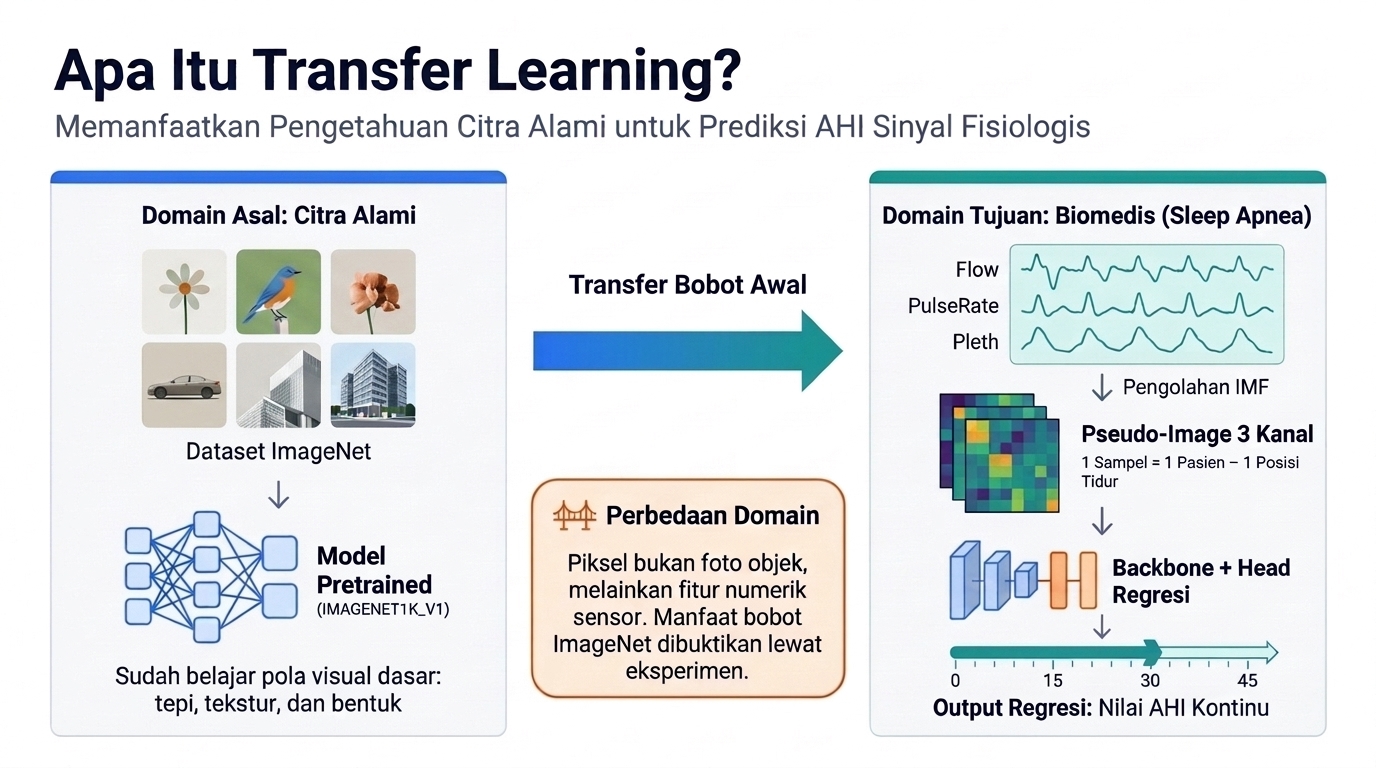 Apa Itu Transfer Learning?
Memanfaatkan Pengetahuan Citra Alami untuk Prediksi AHI Sinyal Fisiologis
Domain Asal: Citra Alami
Dataset ImageNet
Model
Pretrained
(IMAGENET1K_V1)
Sudah belajar pola visual dasar:
tepi, tekstur, dan bentuk
Transfer Bobot Awal
Perbedaan Domain
Piksel bukan foto objek,
melainkan fitur numerik
sensor. Manfaat bobot
ImageNet dibuktikan lewat
eksperimen.
Domain Tujuan: Biomedis (Sleep Apnea)
Flow
PulseRate
Pleth
Pengolahan IMF
Pseudo-Image 3 Kanal
1 Sampel = 1 Pasien – 1 Posisi
Tidur
Backbone + Head
Regresi
0 15 30 45
Output Regresi: Nilai AHI Kontinu